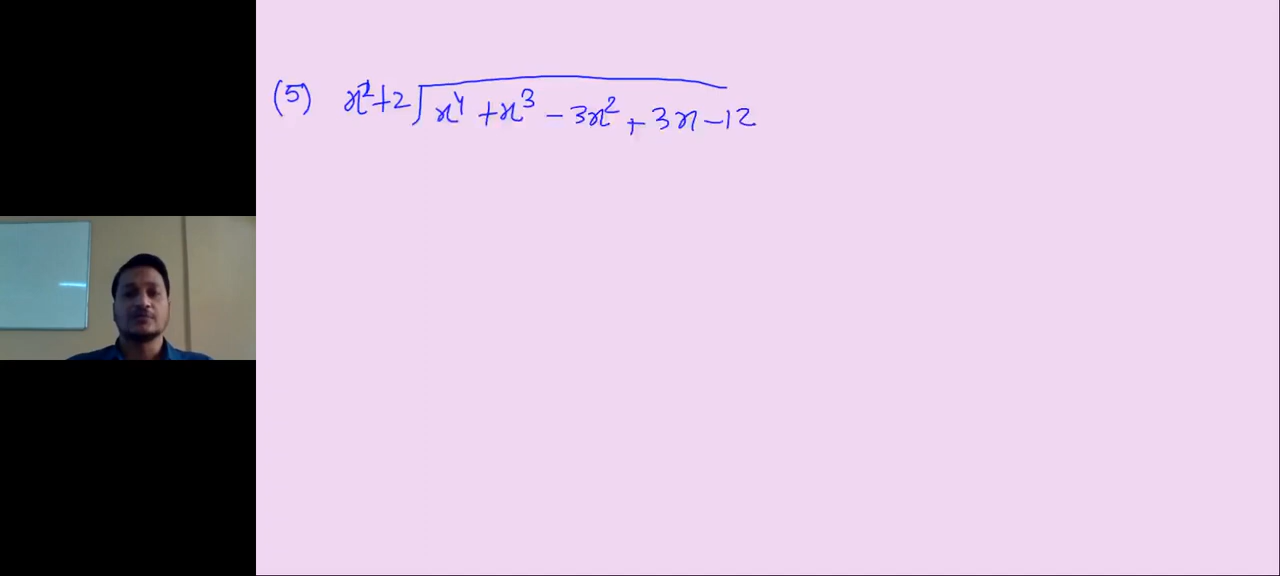 (5) x²+2)x⁴ +x³ - 3x² + 3x -12